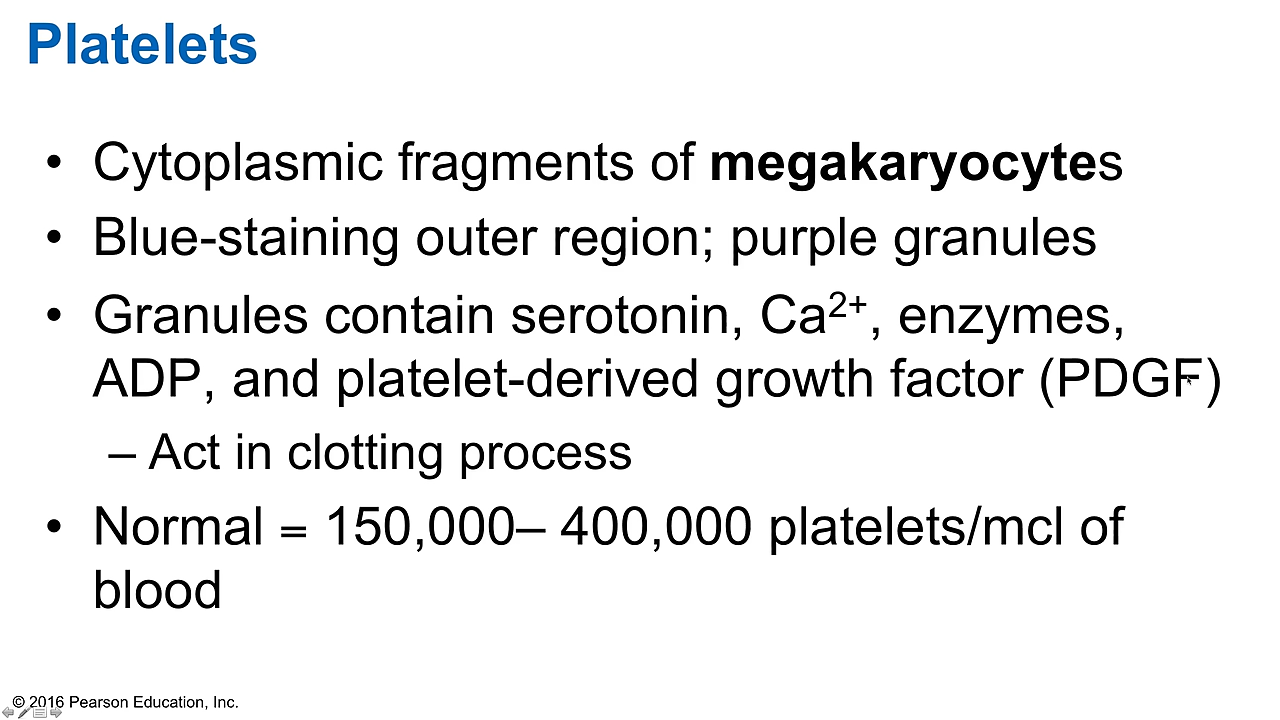 Platelets
• Cytoplasmic fragments of megakaryocytes
• Blue-staining outer region; purple granules
• Granules contain serotonin, Ca²⁺, enzymes,
ADP, and platelet-derived growth factor (PDGF)
– Act in clotting process
• Normal = 150,000– 400,000 platelets/mcl of
blood
© 2016 Pearson Education, Inc.